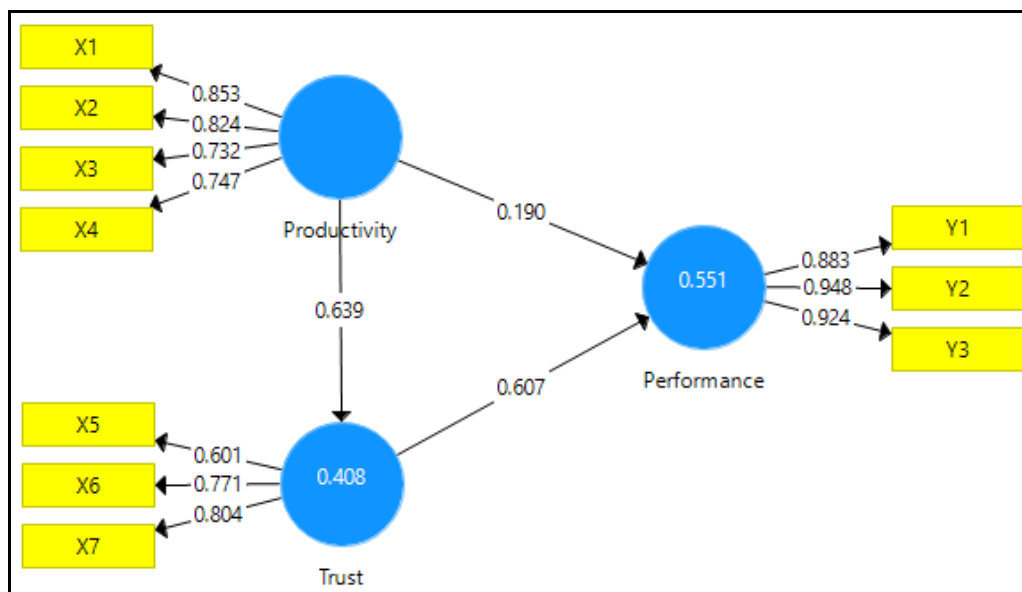 X1
X2
X3
X4
0.853
0.824
0.732
0.747
Productivity
0.190
0.639
0.551
Performance
0.883
0.948
0.924
Y1
Y2
Y3
0.607
X5
X6
X7
0.601
0.771
0.804
0.408
Trust